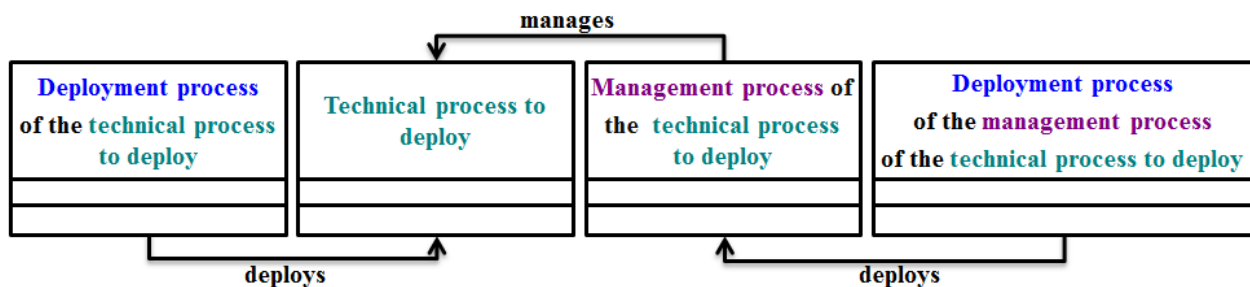 manages
Deployment process
of the technical process
to deploy
Technical process to
deploy
Management process of
the technical process
to deploy
Deployment process
of the management process
of the technical process to deploy
deploys
deploys